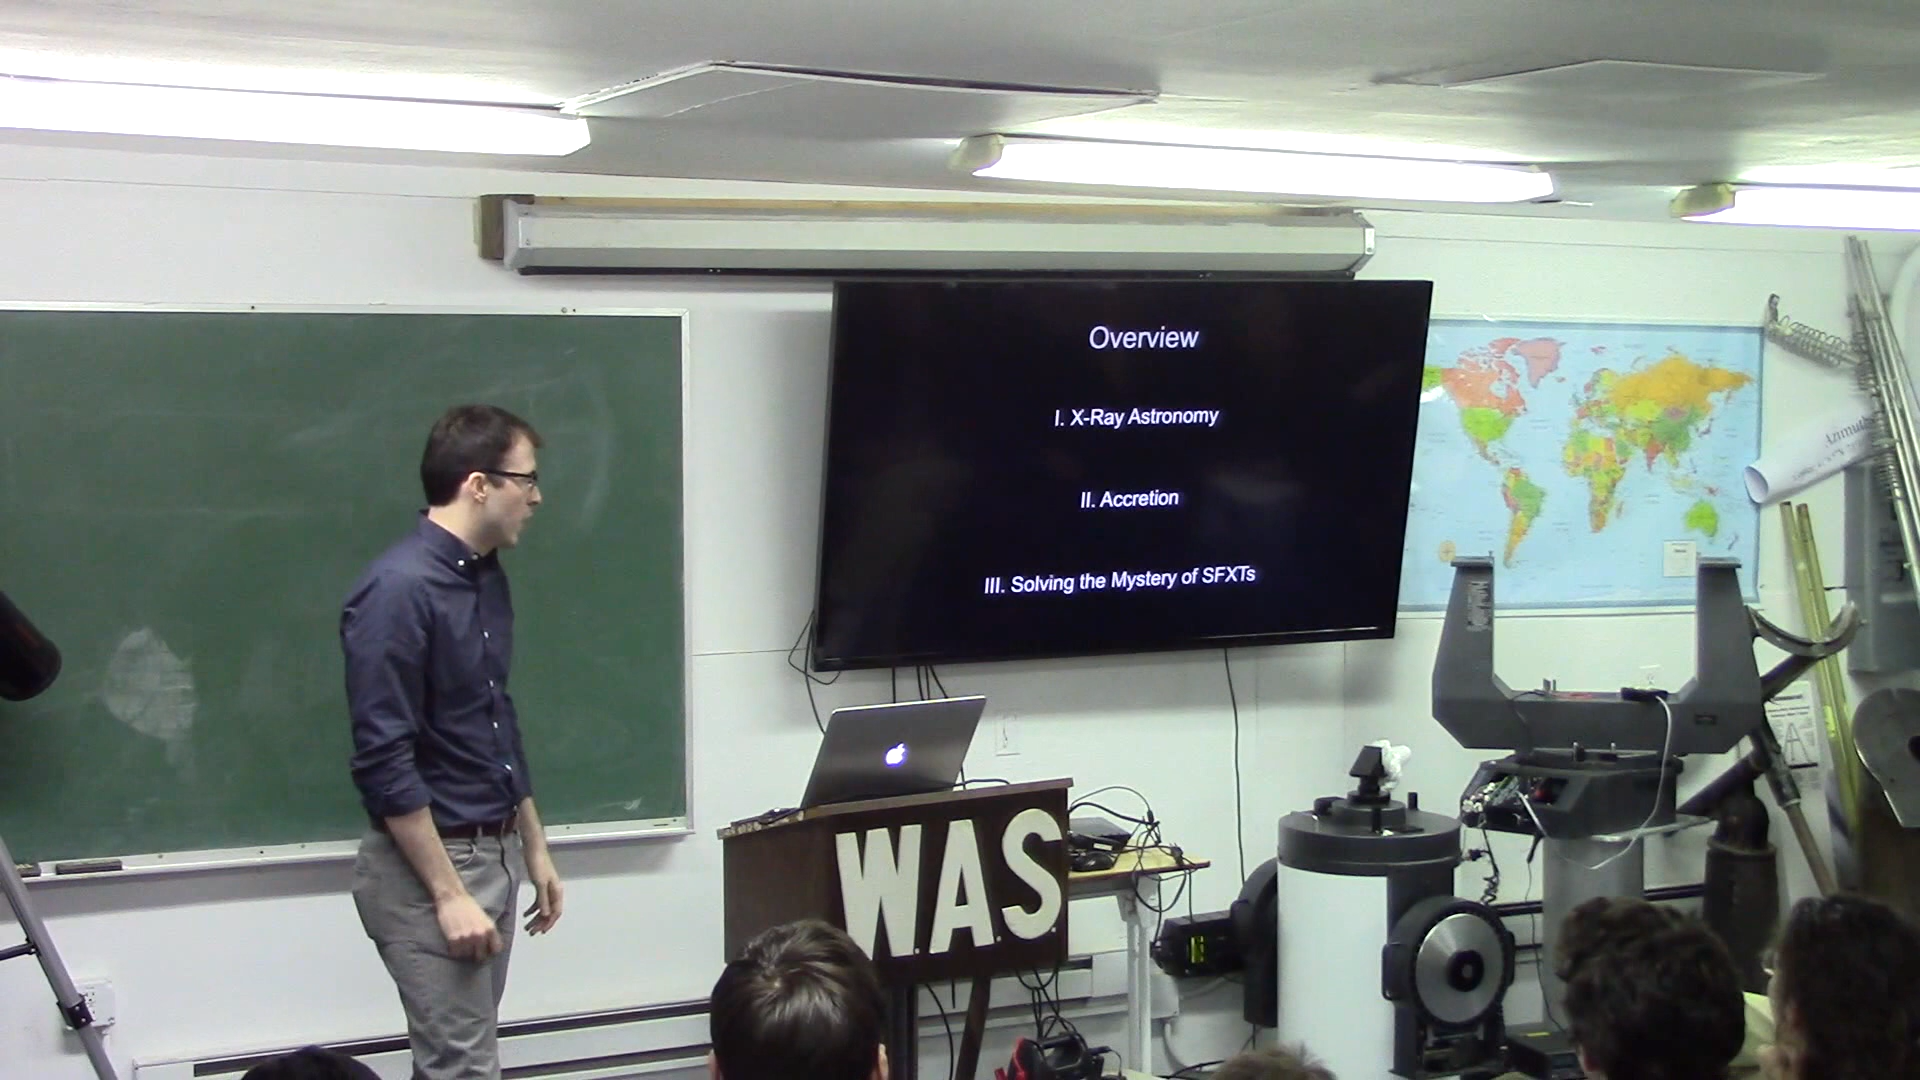 Overview
I. X-Ray Astronomy
II. Accretion
III. Solving the Mystery of SFXTs
W.A.S.